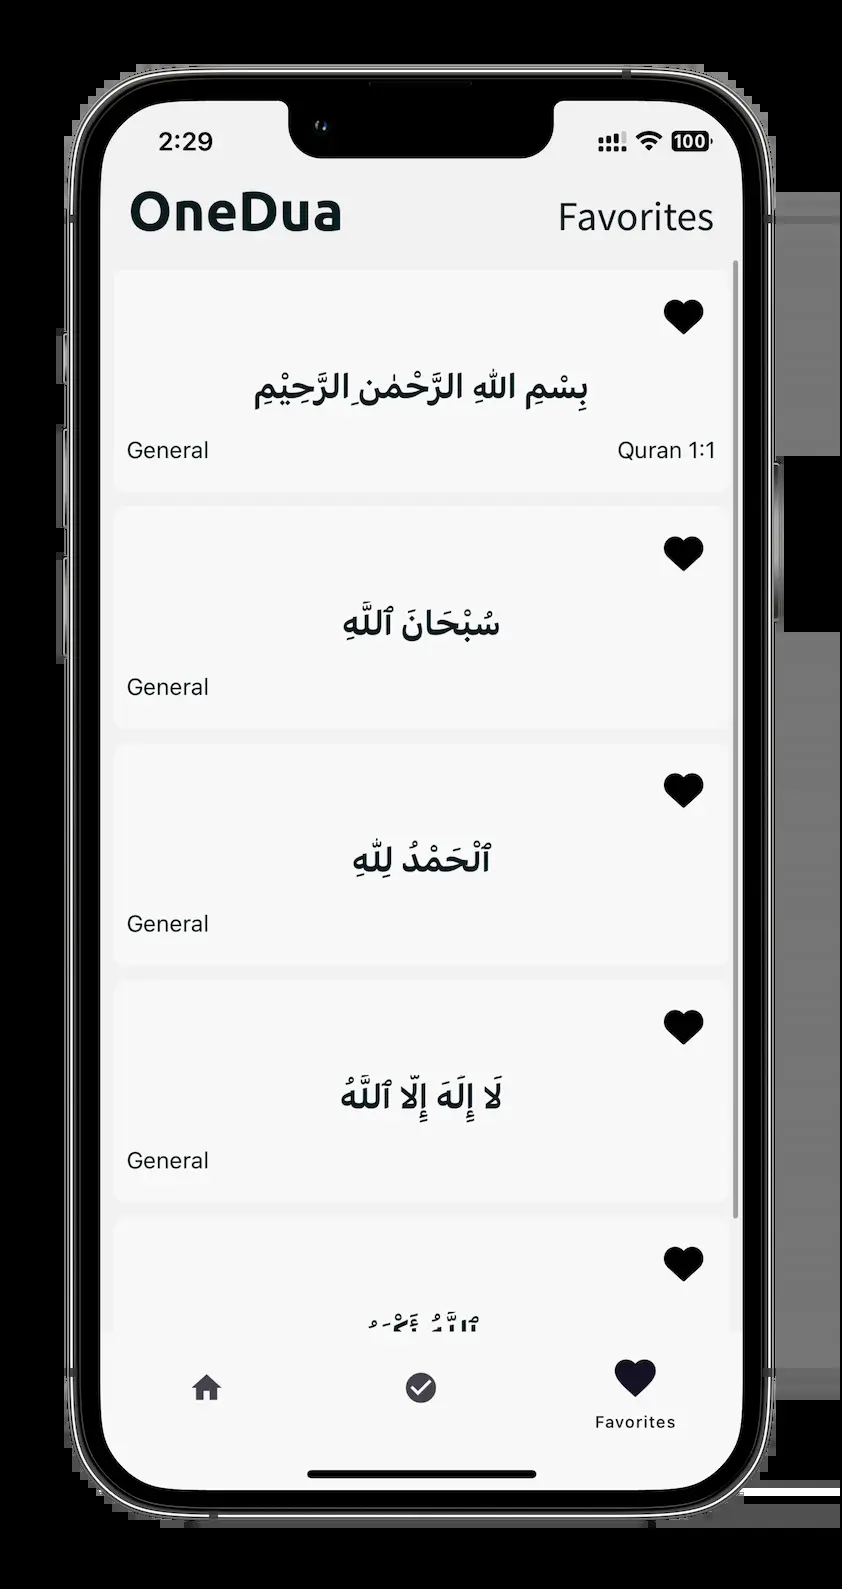 2:29
100
OneDua
Favorites
بِسْمِ اللهِ الرَّحْمٰنِ الرَّحِيْمِ
General
Quran 1:1
سُبْحَانَ ٱللَّهِ
General
ٱلْحَمْدُ لِلّٰهِ
General
لَا إِلَهَ إِلّا ٱللَّهُ
General
Favorites